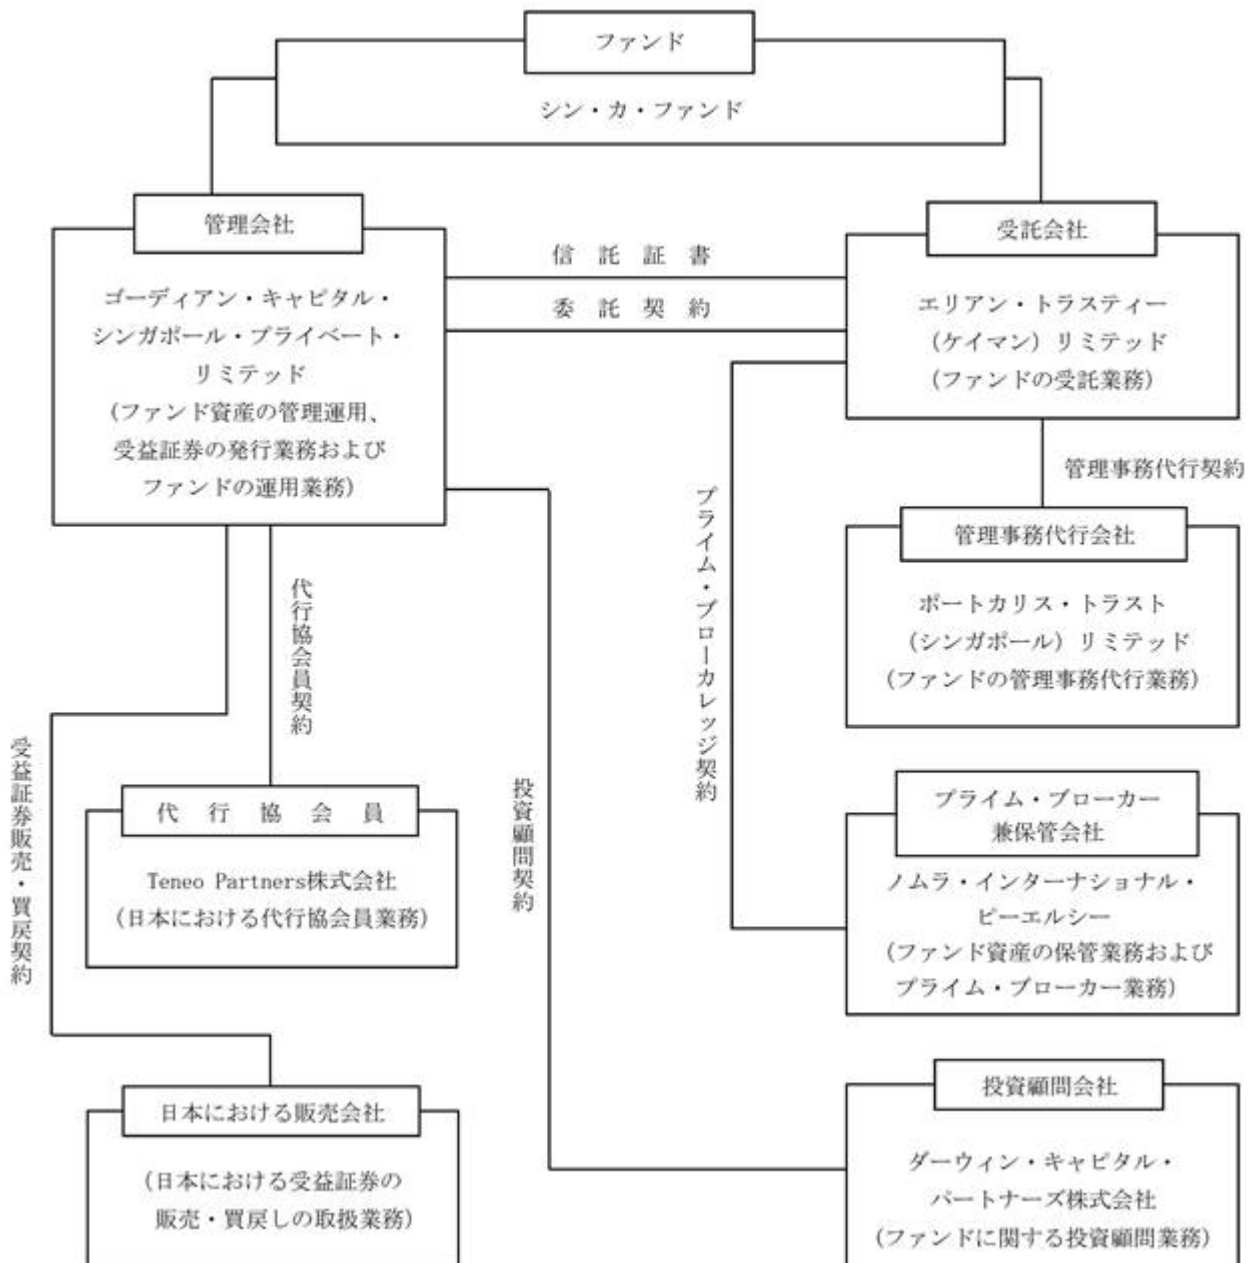 ファンド
シン・カ・ファンド
管理会社
ゴーディアン・キャピタル・
シンガポール・プライベート・
リミテッド
(ファンド資産の管理運用、
受益証券の発行業務および
ファンドの運用業務)
信託証書
委託契約
受託会社
エリアン・トラスティー
(ケイマン) リミテッド
(ファンドの受託業務)
管理事務代行契約
管理事務代行会社
ポートカリス・トラスト
(シンガポール) リミテッド
(ファンドの管理事務代行業務)
プライム・ブローカレッジ契約
代行協会員契約
代行協会員
Teneo Partners株式会社
(日本における代行協会員業務)
受益証券販売・買戻契約
投資顧問契約
プライム・ブローカー
兼保管会社
ノムラ・インターナショナル・
ピーエルシー
(ファンド資産の保管業務および
プライム・ブローカー業務)
日本における販売会社
(日本における受益証券の
販売・買戻しの取扱業務)
投資顧問会社
ダーウィン・キャピタル・
パートナーズ株式会社
(ファンドに関する投資顧問業務)